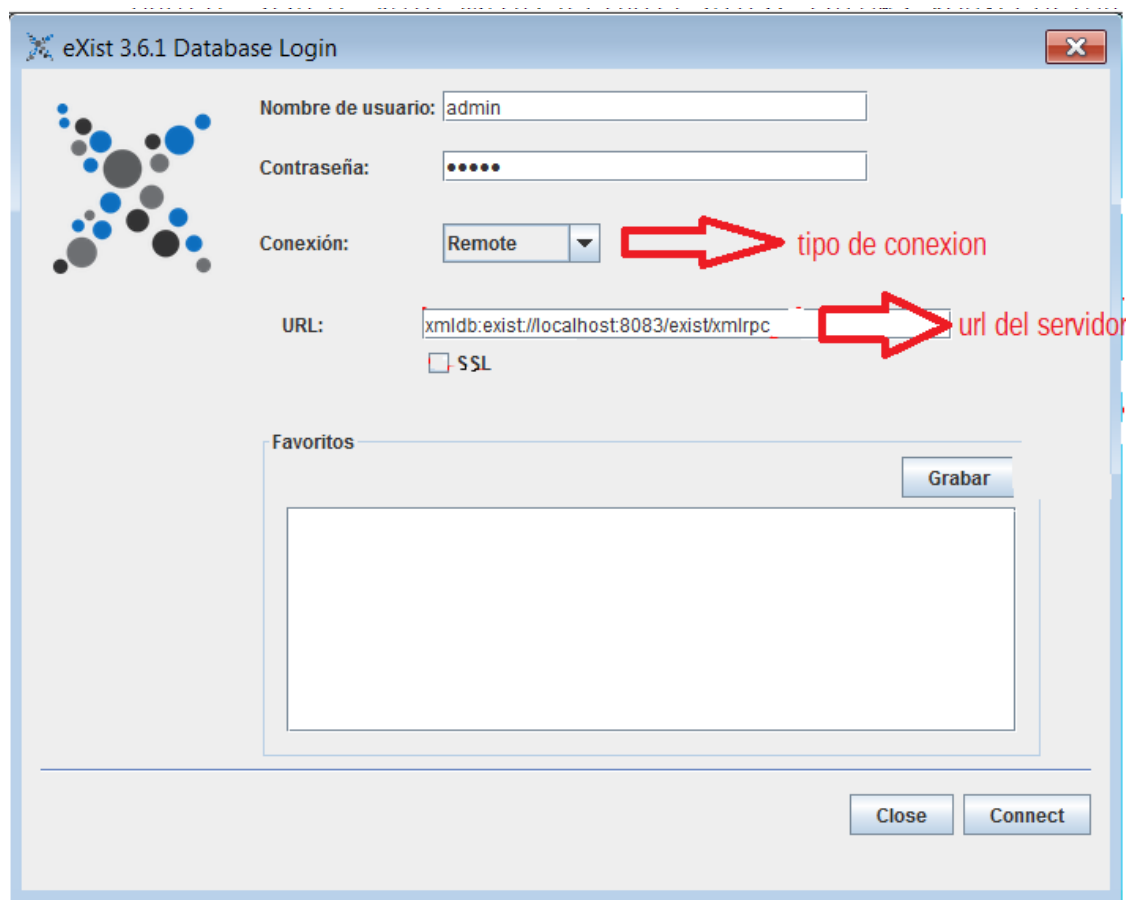 eXist 3.6.1 Database Login
Nombre de usuario: admin
Contraseña: •••••
Conexión: Remote tipo de conexion
URL: xmldb:exist://localhost:8083/exist/xmlrpc url del servidor
SSL
Favoritos
Grabar
Close Connect